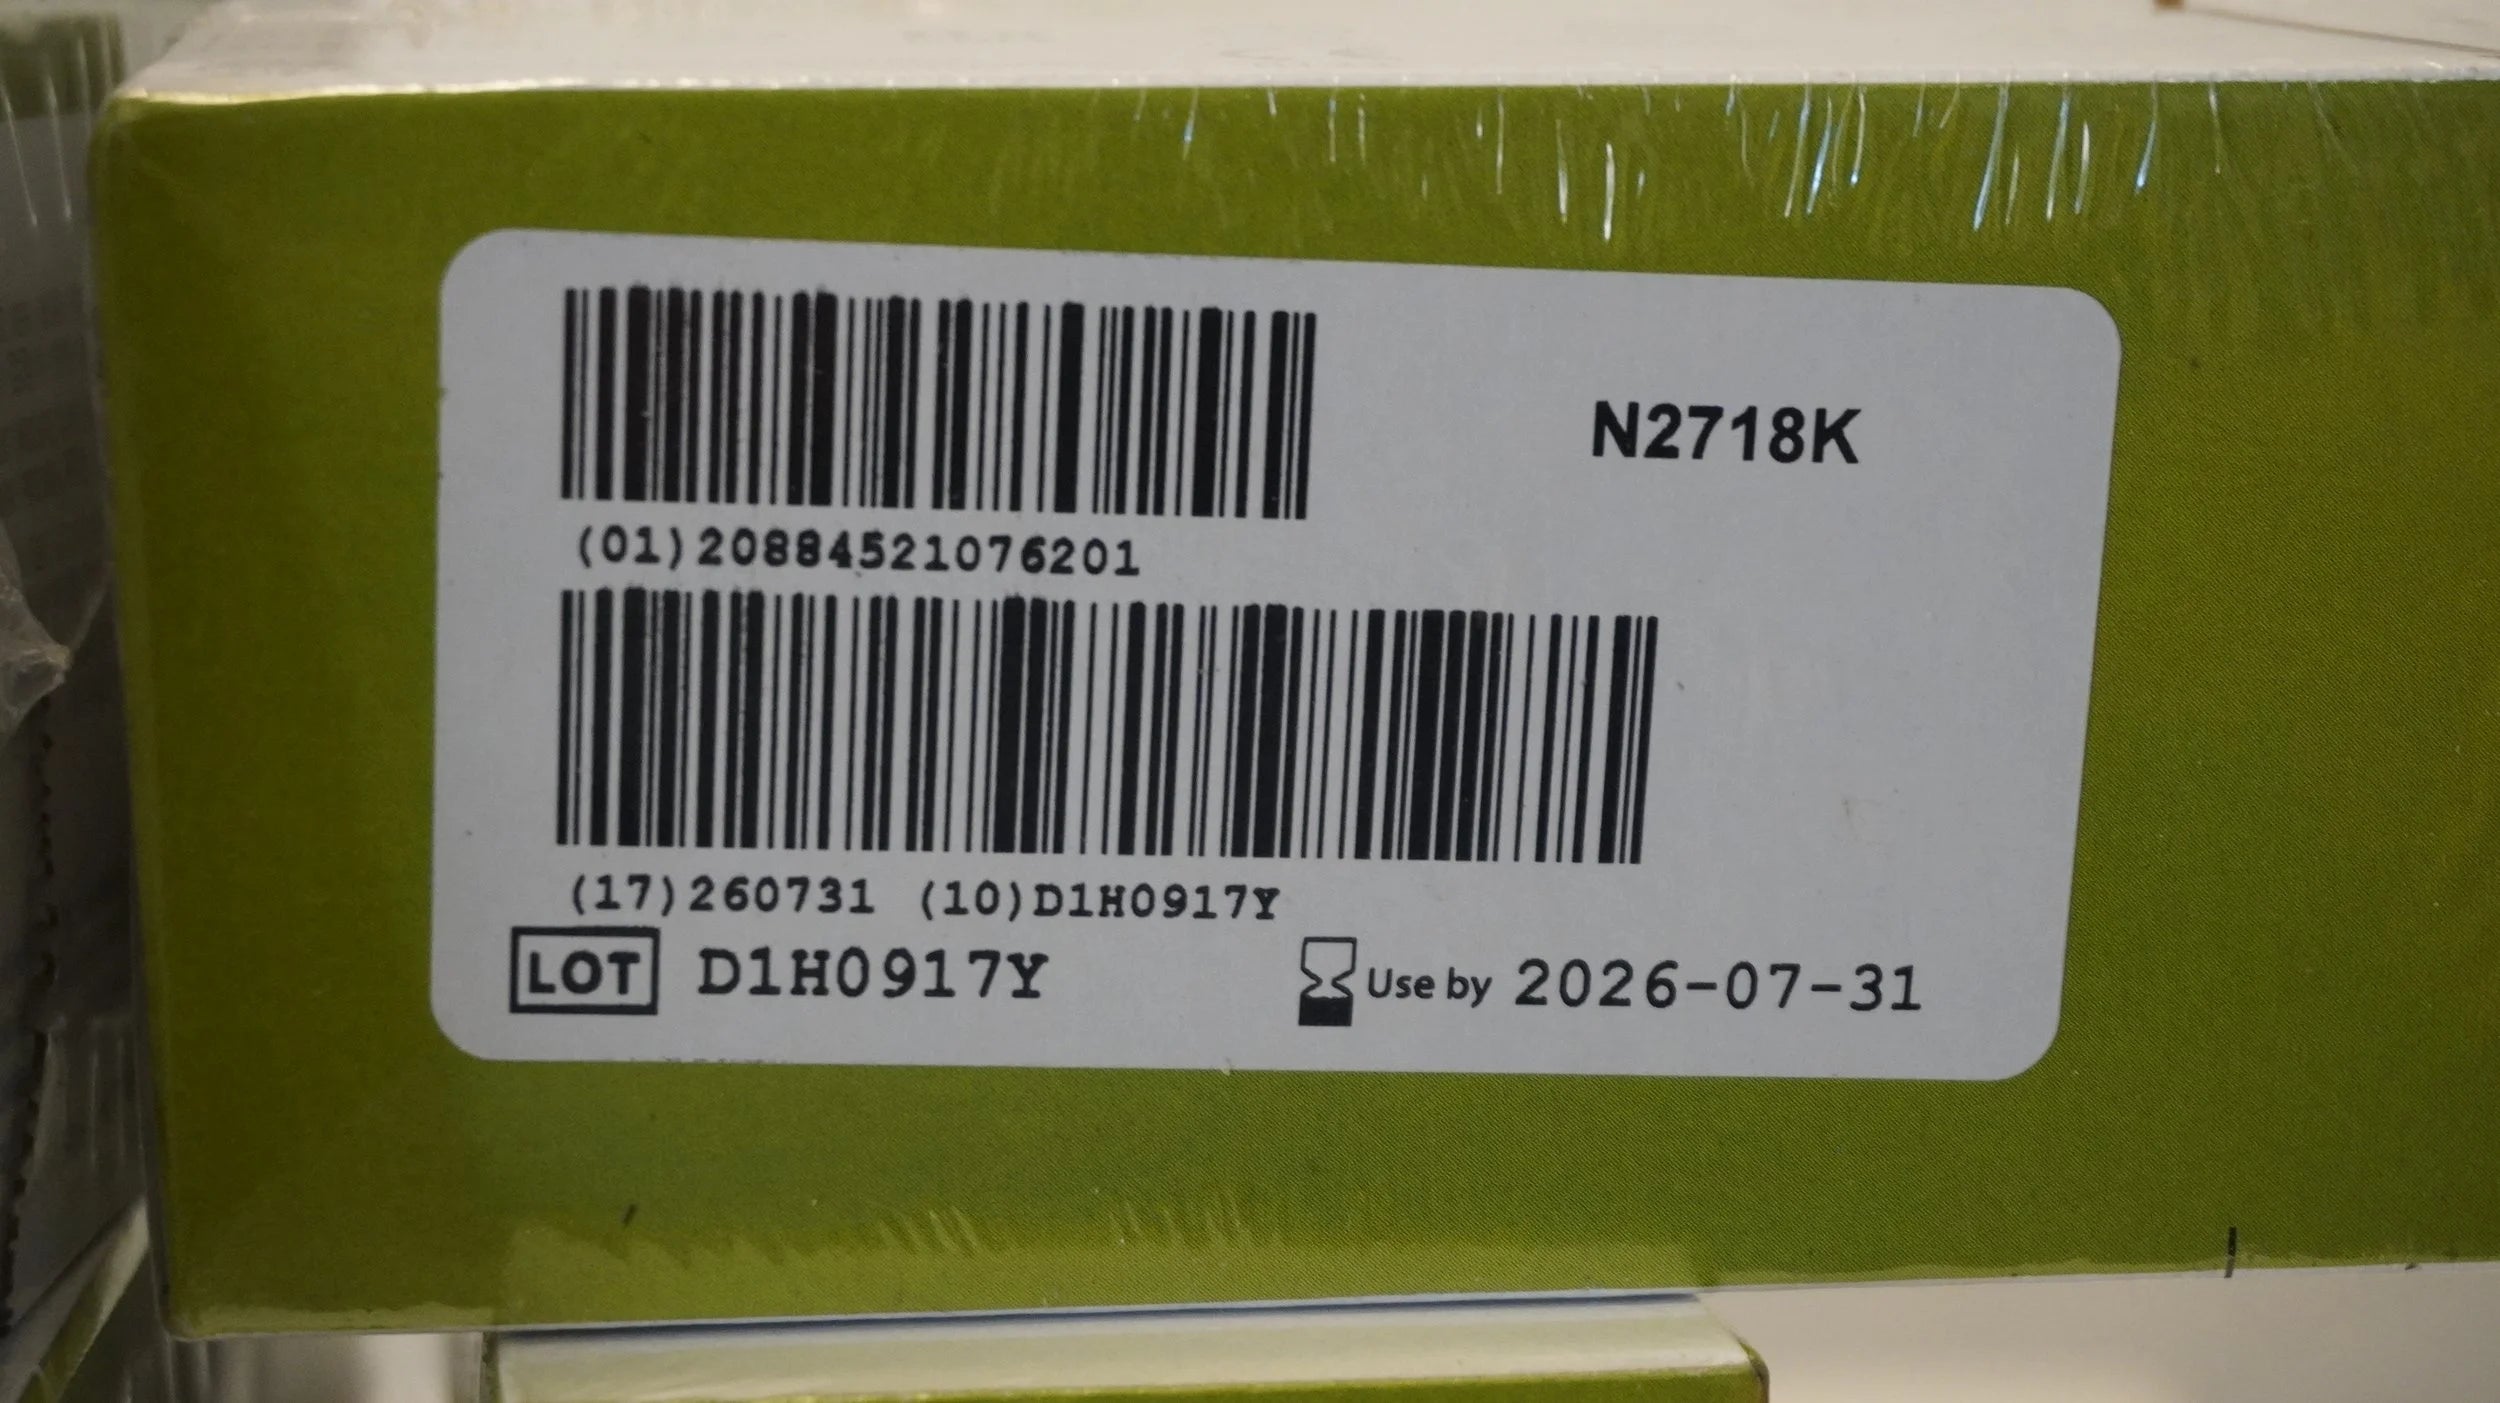 N2718K
(01)20884521076201
(17)260731 (10)D1H0917Y
LOT D1H0917Y
Use by 2026-07-31